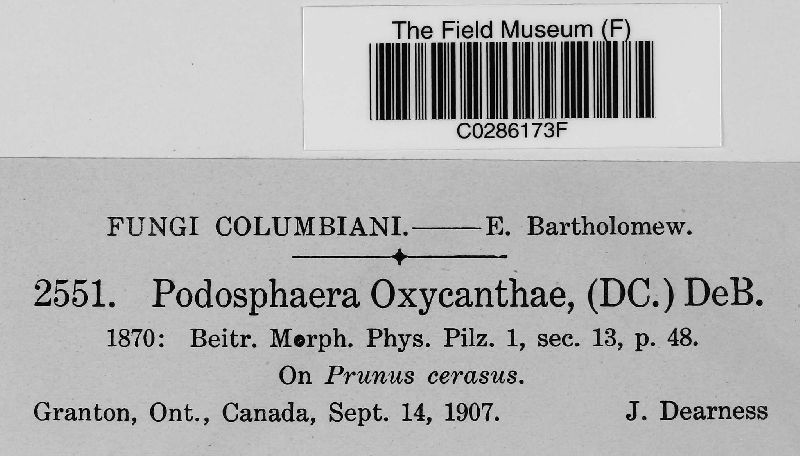 The Field Museum (F)
C0286173F
FUNGI COLUMBIANI.——E. Bartholomew.
2551. Podosphaera Oxycanthae, (DC.) DeB.
1870: Beitr. Morph. Phys. Pilz. 1, sec. 13, p. 48.
On Prunus cerasus.
Granton, Ont., Canada, Sept. 14, 1907. J. Dearness